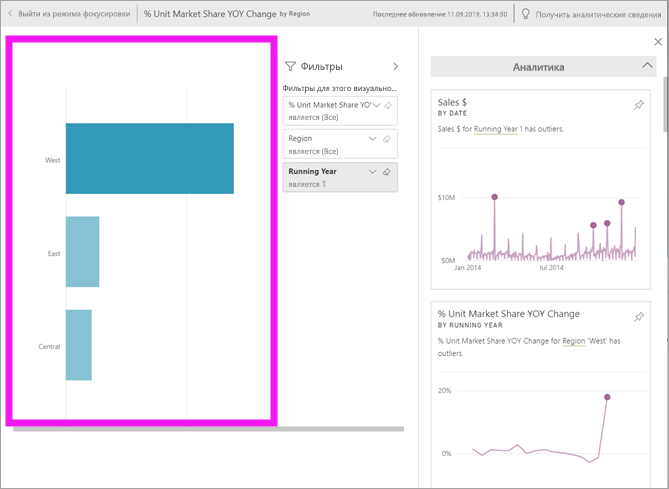 Выйти из режима фокусировки
% Unit Market Share YOY Change by Region
Последнее обновление 11.09.2019, 13:34:50
Получить аналитические сведения
West
East
Central
Фильтры
Фильтры для этого визуально...
% Unit Market Share YOY
является (Все)
Region
является (Все)
Running Year
является 1
Аналитика
Sales $
BY DATE
Sales $ for Running Year 1 has outliers.
$10M
$0M
Jan 2014
Jul 2014
% Unit Market Share YOY Change
BY RUNNING YEAR
% Unit Market Share YOY Change for Region 'West' has
outliers.
20%
0%